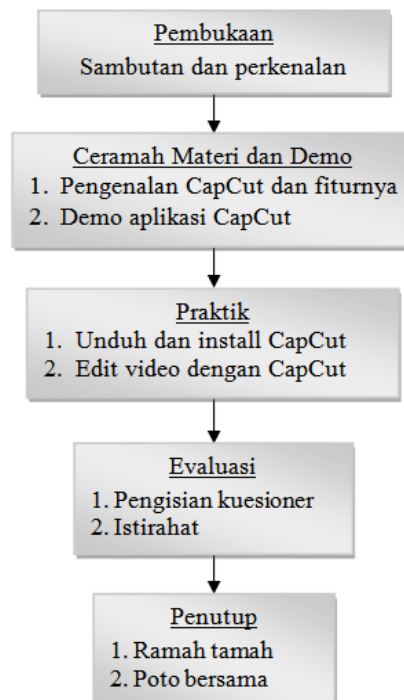 Pembukaan
Sambutan dan perkenalan
Ceramah Materi dan Demo
1. Pengenalan CapCut dan fiturnya
2. Demo aplikasi CapCut
Praktik
1. Unduh dan install CapCut
2. Edit video dengan CapCut
Evaluasi
1. Pengisian kuesioner
2. Istirahat
Penutup
1. Ramah tamah
2. Poto bersama